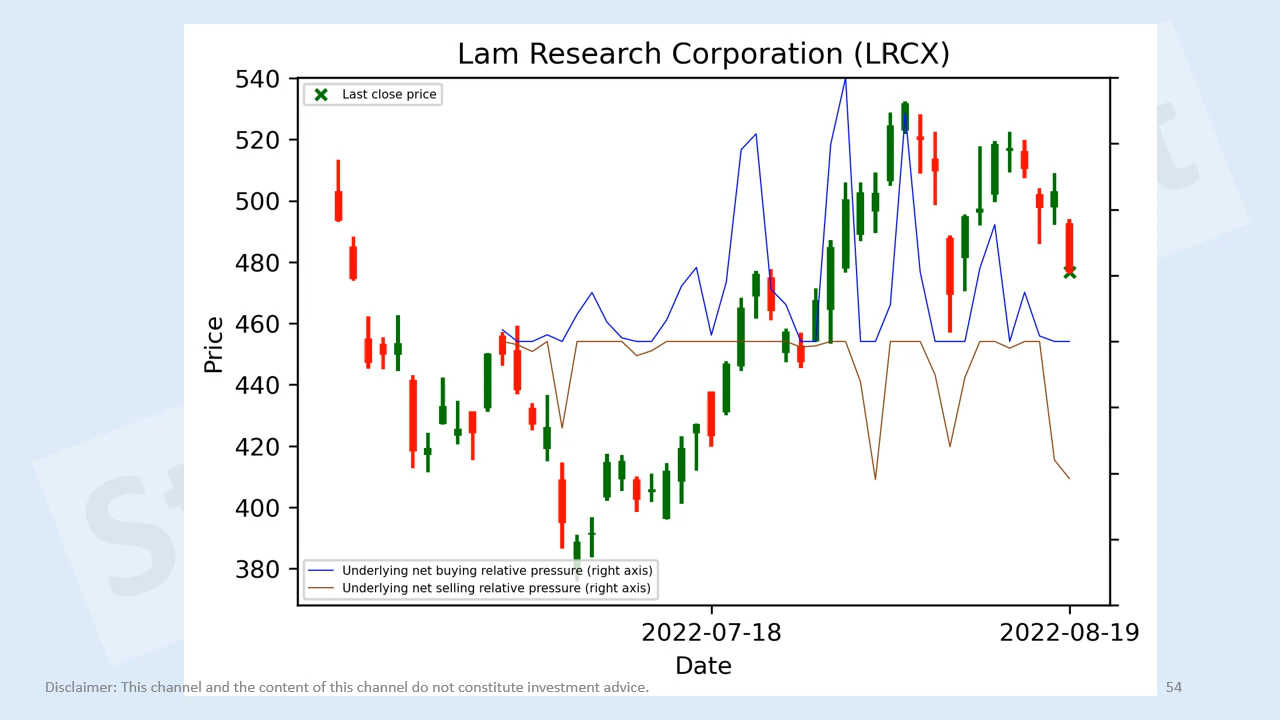 Lam Research Corporation (LRCX)
540
520
500
480
460
440
420
400
380
Price
Last close price
Underlying net buying relative pressure (right axis)
Underlying net selling relative pressure (right axis)
2022-07-18
2022-08-19
Date
Disclaimer: This channel and the content of this channel do not constitute investment advice.
54